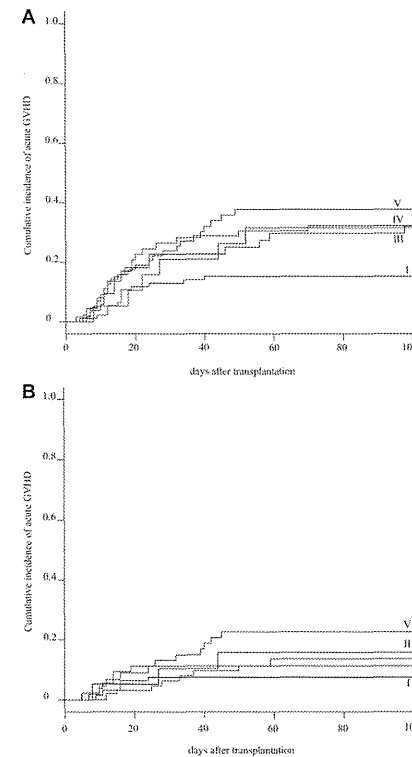 A
Cumulative incidence of acute GVHD
1.0
0.8
0.6
0.4
0.2
0
V
IV
III
I
0 20 40 60 80 100
days after transplantation
B
Cumulative incidence of acute GVHD
1.0
0.8
0.6
0.4
0.2
0
V
II
I
0 20 40 60 80
days after transplantation